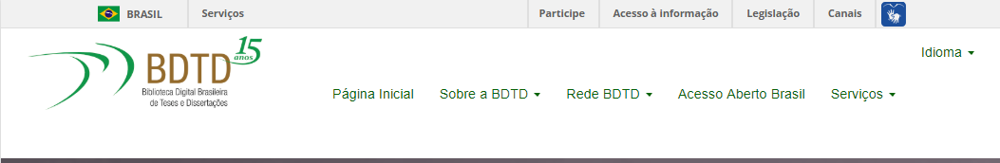 BRASIL Serviços Participe Acesso à informação Legislação Canais
15
anos
Idioma
BDTD
Biblioteca Digital Brasileira
de Teses e Dissertações
Página Inicial Sobre a BDTD Rede BDTD Acesso Aberto Brasil Serviços